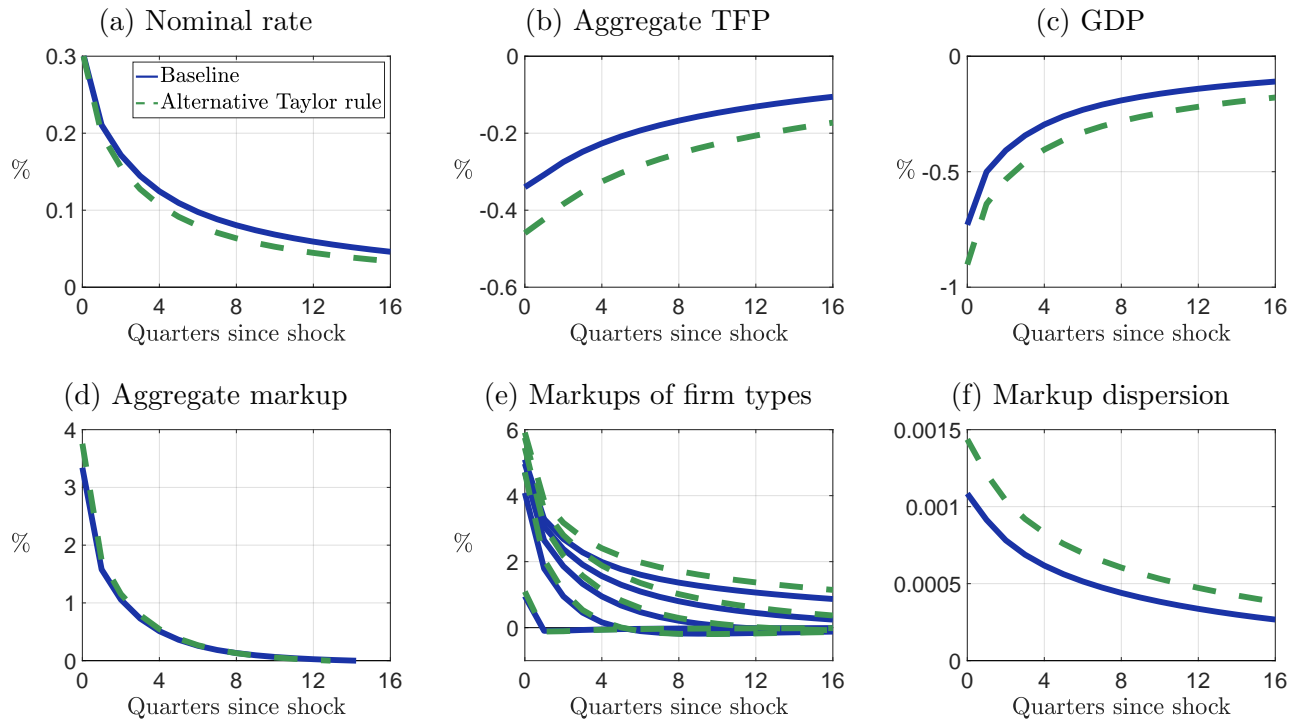 (a) Nominal rate
(b) Aggregate TFP
(c) GDP
0.3
0.2
0.1
0
%
Baseline
Alternative Taylor rule
0 4 8 12 16
Quarters since shock
0
-0.2
-0.4
-0.6
%
0 4 8 12 16
Quarters since shock
0
-0.5
-1
%
0 4 8 12 16
Quarters since shock
(d) Aggregate markup
(e) Markups of firm types
(f) Markup dispersion
4
3
2
1
0
%
0 4 8 12 16
Quarters since shock
6
4
2
0
%
0 4 8 12 16
Quarters since shock
0.0015
0.001
0.0005
0
0 4 8 12 16
Quarters since shock